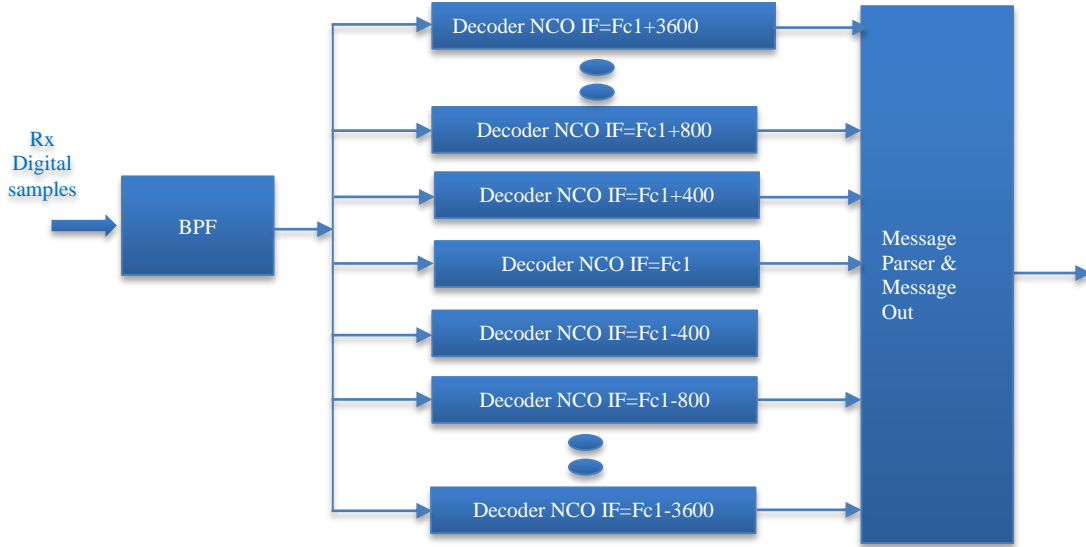 Decoder NCO IF=Fc1+3600
Decoder NCO IF=Fc1+800
Rx
Digital
samples
Decoder NCO IF=Fc1+400
BPF
Decoder NCO IF=Fc1
Message
Parser &
Message
Out
Decoder NCO IF=Fc1-400
Decoder NCO IF=Fc1-800
Decoder NCO IF=Fc1-3600